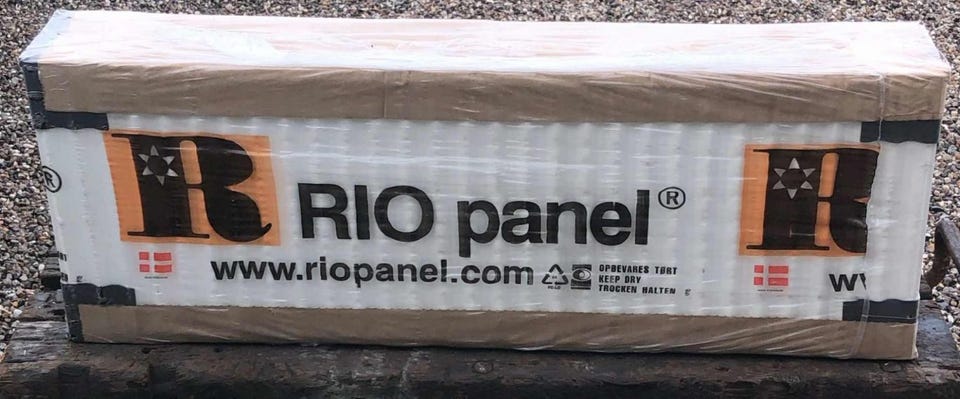 R
RIO panel®
www.riopanel.com
OPBEVARES TØRT
KEEP DRY
TROCKEN HALTEN
®
R
W